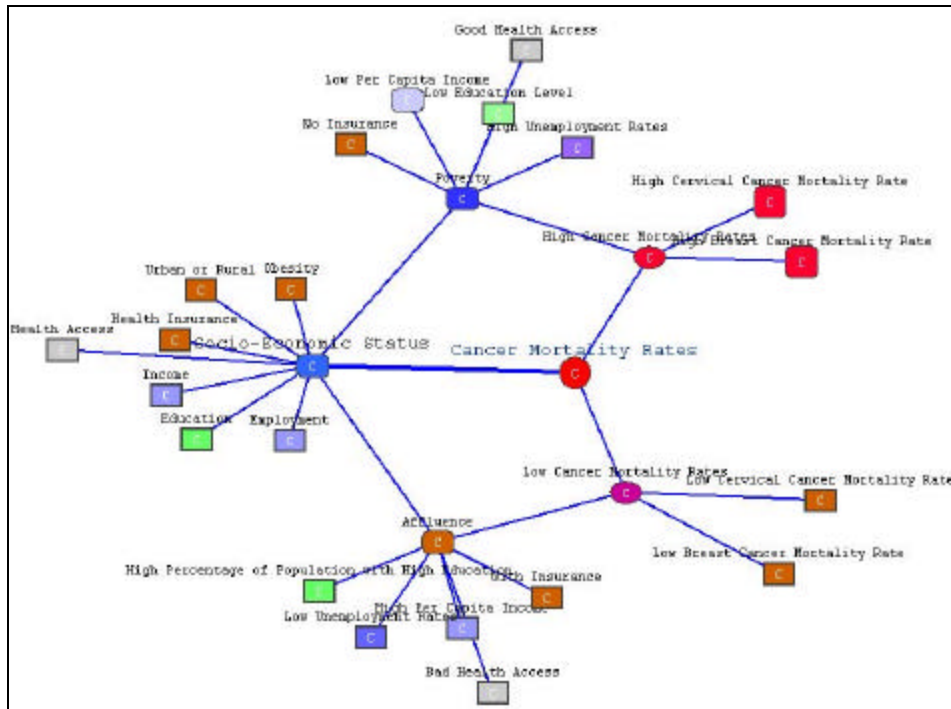 Good Health Access
Low Per Capita Income
Low Education Level
No Insurance
High Unemployment Rates
Poverty
High Cervical Cancer Mortality Rate
High Cancer Mortality Rates
High Breast Cancer Mortality Rate
Urban or Rural
Obesity
Health Access
Health Insurance
Socio-Economic Status
Cancer Mortality Rates
Income
Education
Employment
Low Cancer Mortality Rates
Low Cervical Cancer Mortality Rate
Affluence
Low Breast Cancer Mortality Rate
High Percentage of Population with High Education
With Insurance
High Per Capita Income
Low Unemployment Rates
Bad Health Access